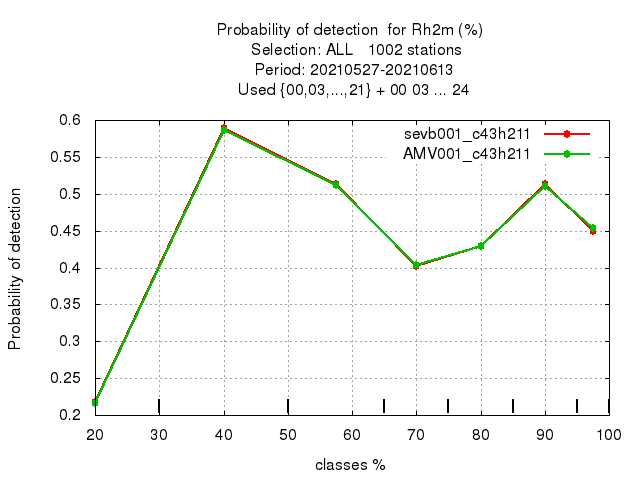 Probability of detection  for Rh2m (%)
Selection: ALL   1002 stations
Period: 20210527-20210613
Used {00,03,...,21} + 00 03 ... 24
sevb001_c43h211
AMV001_c43h211
Probability of detection
0.6
0.55
0.5
0.45
0.4
0.35
0.3
0.25
0.2
20 30 40 50 60 70 80 90 100
classes %